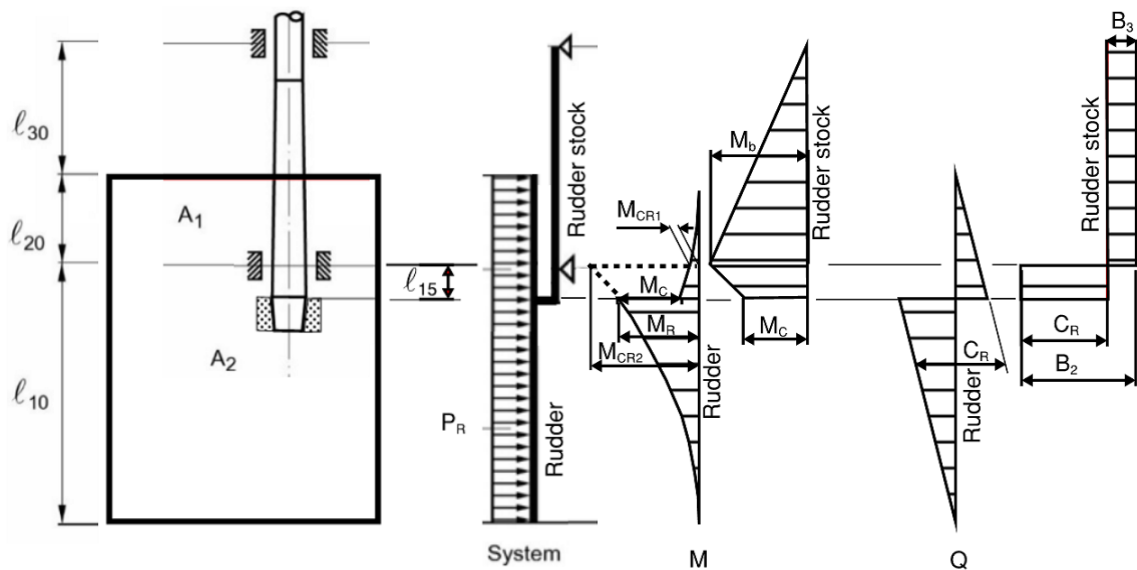 ℓ30
ℓ20
ℓ10
A1
A2
ℓ15
PR
Rudder stock
Rudder
System
MCR1
Mb
Rudder stock
MC
MR
MC
MCR2
Rudder
M
B3
Rudder stock
CR
CR
B2
Rudder
Q